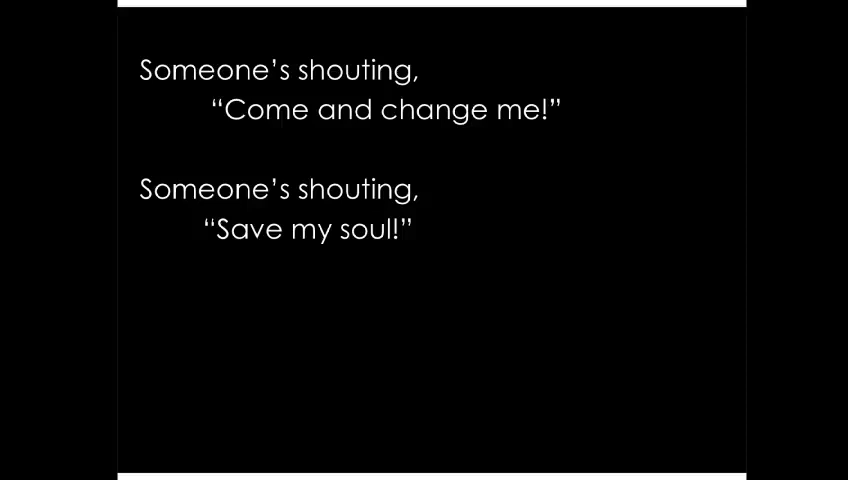 Someone’s shouting,
“Come and change me!”
Someone’s shouting,
“Save my soul!”